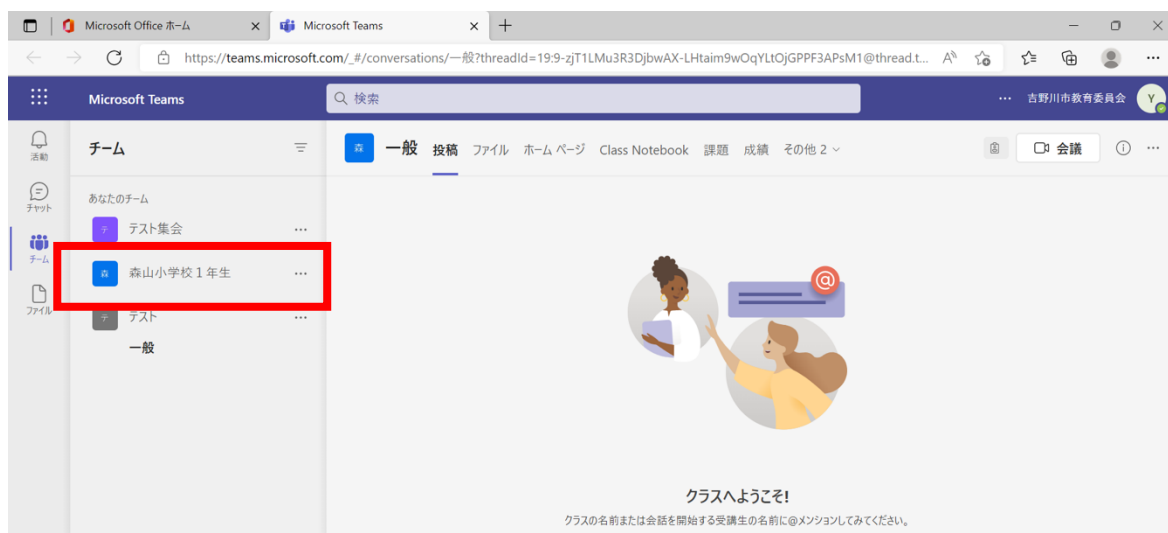 Microsoft Office ホーム
Microsoft Teams
https://teams.microsoft.com/_#/conversations/一般?threadId=19:9-zjT1LMu3R3DjbwAX-LHtaim9wOqYLtOjGPPF3APsM1@thread.t...
Microsoft Teams
検索
吉野川市教育委員会
Y
活動
チャット
チーム
ファイル
チーム
あなたのチーム
テ テスト集会
森 森山小学校１年生
テ テスト
一般
森 一般 投稿 ファイル ホーム ページ Class Notebook 課題 成績 その他 2
会議
@
クラスへようこそ!
クラスの名前または会話を開始する受講生の名前に@メンションしてみてください。